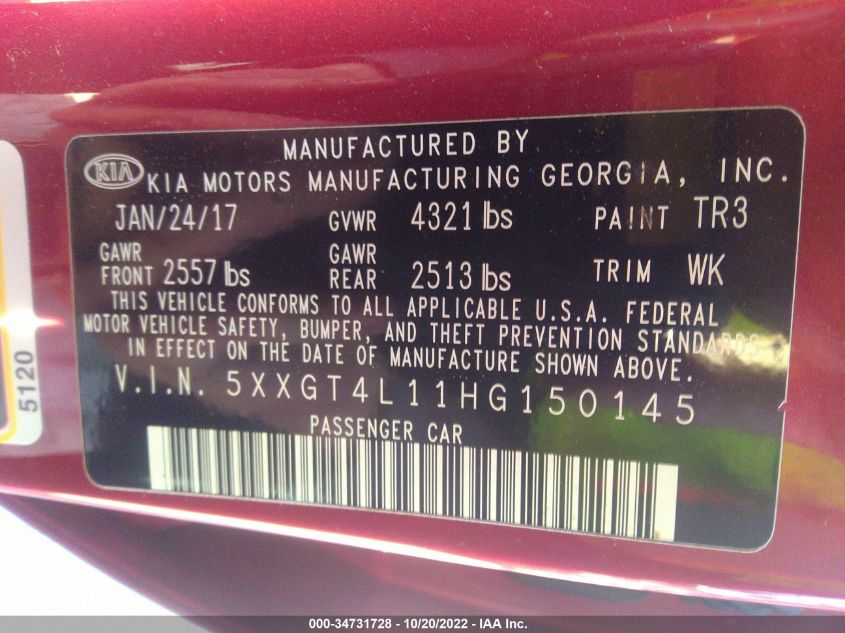 MANUFACTURED BY
KIA KIA MOTORS MANUFACTURING GEORGIA, INC.
JAN/24/17 GVWR 4321 lbs PAINT TR3
GAWR FRONT 2557 lbs GAWR REAR 2513 lbs TRIM WK
THIS VEHICLE CONFORMS TO ALL APPLICABLE U.S.A. FEDERAL
MOTOR VEHICLE SAFETY, BUMPER, AND THEFT PREVENTION STANDARDS
IN EFFECT ON THE DATE OF MANUFACTURE SHOWN ABOVE.
V.I.N. 5XXGT4L11HG150145
PASSENGER CAR
5120
000-34731728 - 10/20/2022 - IAA Inc.